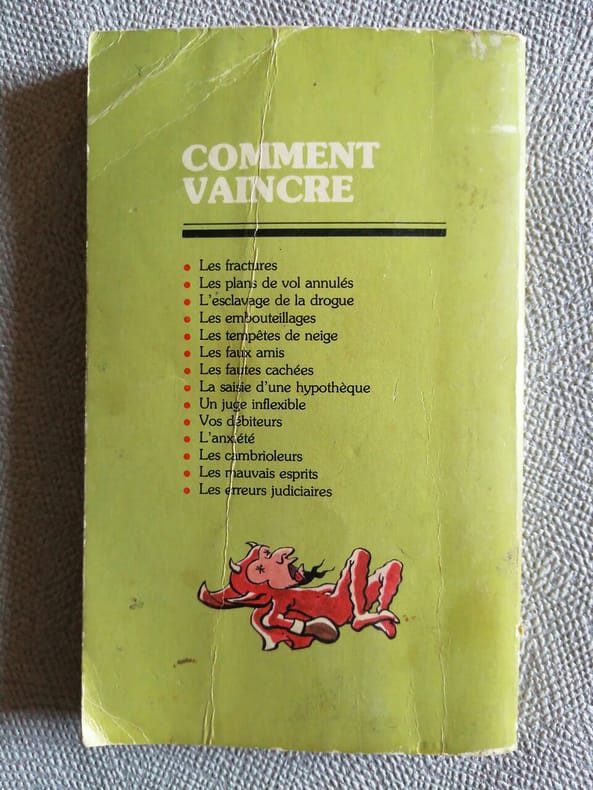 COMMENT
VAINCRE
• Les fractures
• Les plans de vol annulés
• L'esclavage de la drogue
• Les embouteillages
• Les tempêtes de neige
• Les faux amis
• Les fautes cachées
• La saisie d'une hypothèque
• Un juge inflexible
• Vos débiteurs
• L'anxiété
• Les cambrioleurs
• Les mauvais esprits
• Les erreurs judiciaires